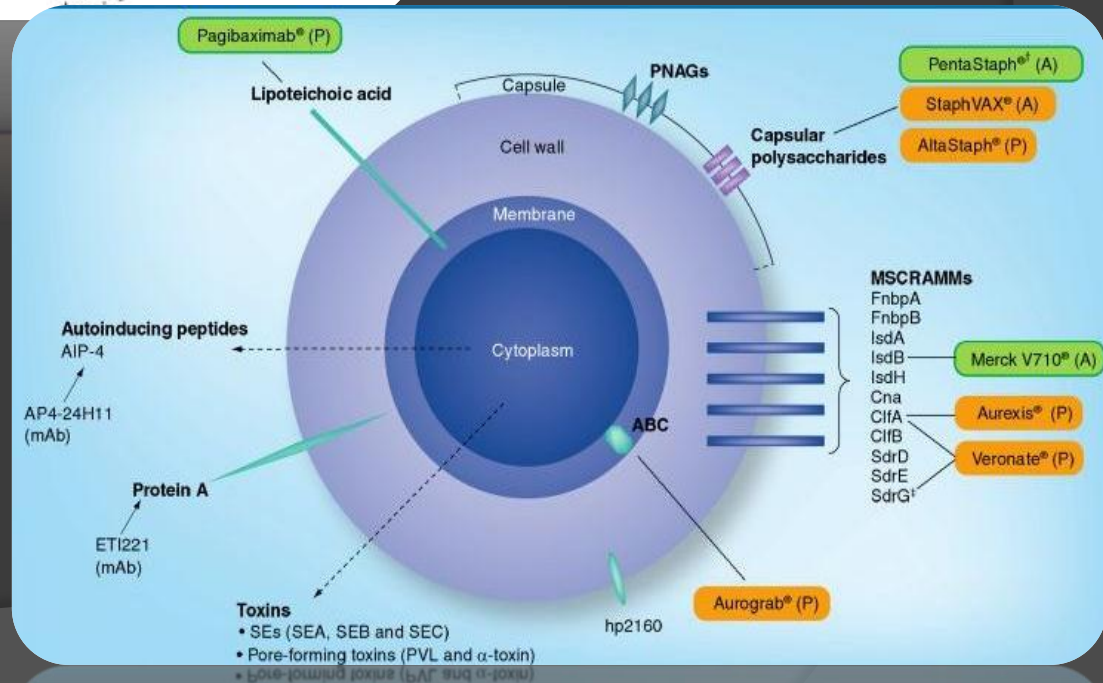 Pagibaximab® (P)
Lipoteichoic acid
Capsule
PNAGs
PentaStaph®† (A)
StaphVAX® (A)
AltaStaph® (P)
Capsular
polysaccharides
Cell wall
Membrane
Cytoplasm
MSCRAMMs
FnbpA
FnbpB
IsdA
IsdB
IsdH
Cna
ClfA
ClfB
SdrD
SdrE
SdrG‡
Merck V710® (A)
Aurexis® (P)
Veronate® (P)
Autoinducing peptides
AIP-4
AP4-24H11
(mAb)
ABC
Protein A
ETI221
(mAb)
Aurograb® (P)
hp2160
Toxins
• SEs (SEA, SEB and SEC)
• Pore-forming toxins (PVL and α-toxin)